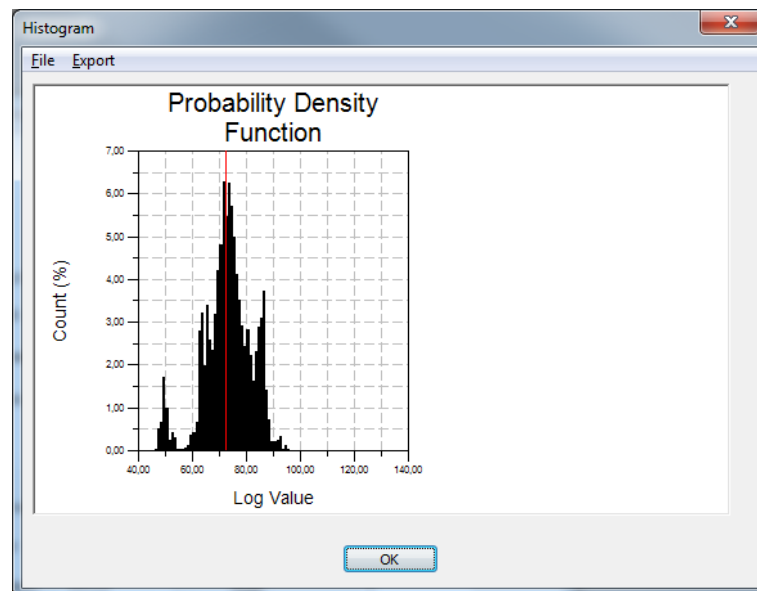 Histogram
File Export
Probability Density
Function
7,00
6,00
5,00
4,00
3,00
2,00
1,00
0,00
Count (%)
40,00 60,00 80,00 100,00 120,00 140,00
Log Value
OK